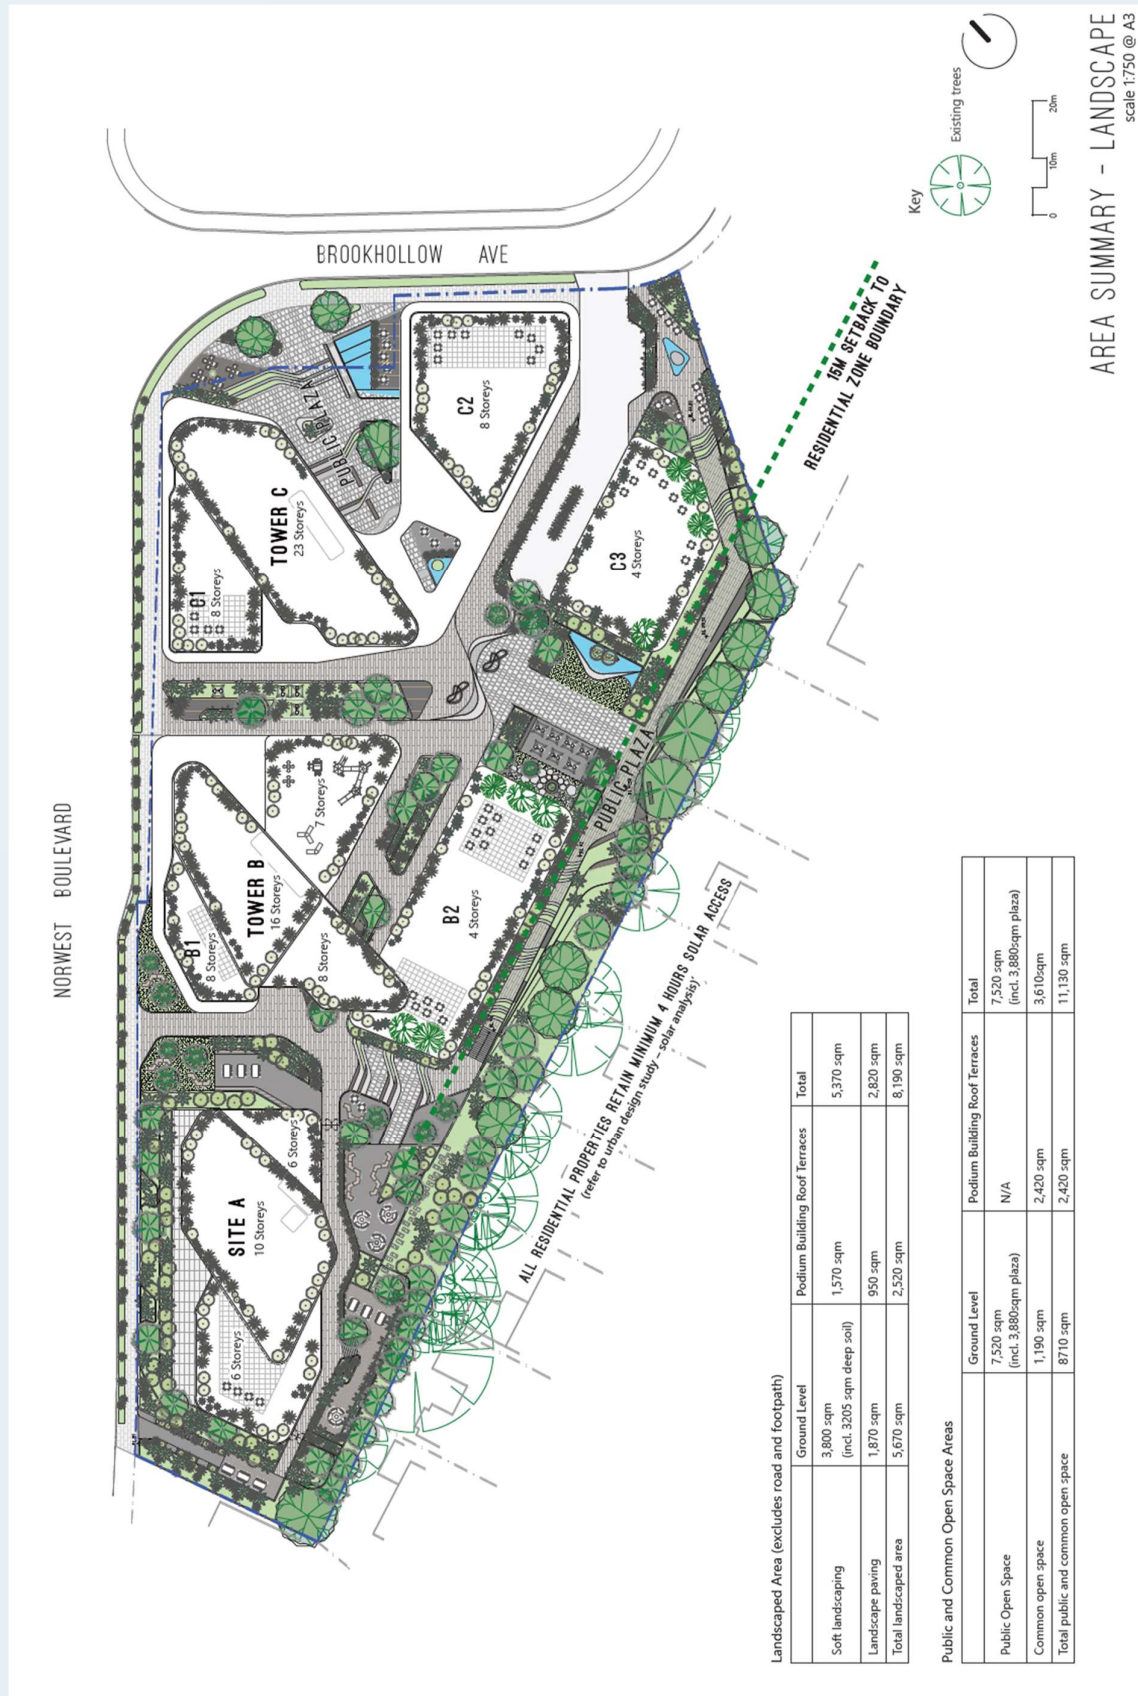 NORWEST BOULEVARD
BROOKHOLLOW AVE
SITE A
10 Storeys
6 Storeys
6 Storeys
B1
8 Storeys
TOWER B
16 Storeys
7 Storeys
8 Storeys
B2
4 Storeys
C1
8 Storeys
TOWER C
23 Storeys
PUBLIC PLAZA
C2
8 Storeys
C3
4 Storeys
PUBLIC PLAZA
15M SETBACK TO
RESIDENTIAL ZONE BOUNDARY
ALL RESIDENTIAL PROPERTIES RETAIN MINIMUM 4 HOURS SOLAR ACCESS
(refer to urban design study – solar analysis)'
Landscaped Area (excludes road and footpath)
Ground Level Podium Building Roof Terraces Total
Soft landscaping 3,800 sqm 1,570 sqm 5,370 sqm
(incl. 3205 sqm deep soil)
Landscape paving 1,870 sqm 950 sqm 2,820 sqm
Total landscaped area 5,670 sqm 2,520 sqm 8,190 sqm
Public and Common Open Space Areas
Ground Level Podium Building Roof Terraces Total
Public Open Space 7,520 sqm N/A 7,520 sqm
(incl. 3,880sqm plaza) (incl. 3,880sqm plaza)
Common open space 1,190 sqm 2,420 sqm 3,610sqm
Total public and common open space 8710 sqm 2,420 sqm 11,130 sqm
Key
Existing trees
0 10m 20m
AREA SUMMARY - LANDSCAPE
scale 1:750 @ A3